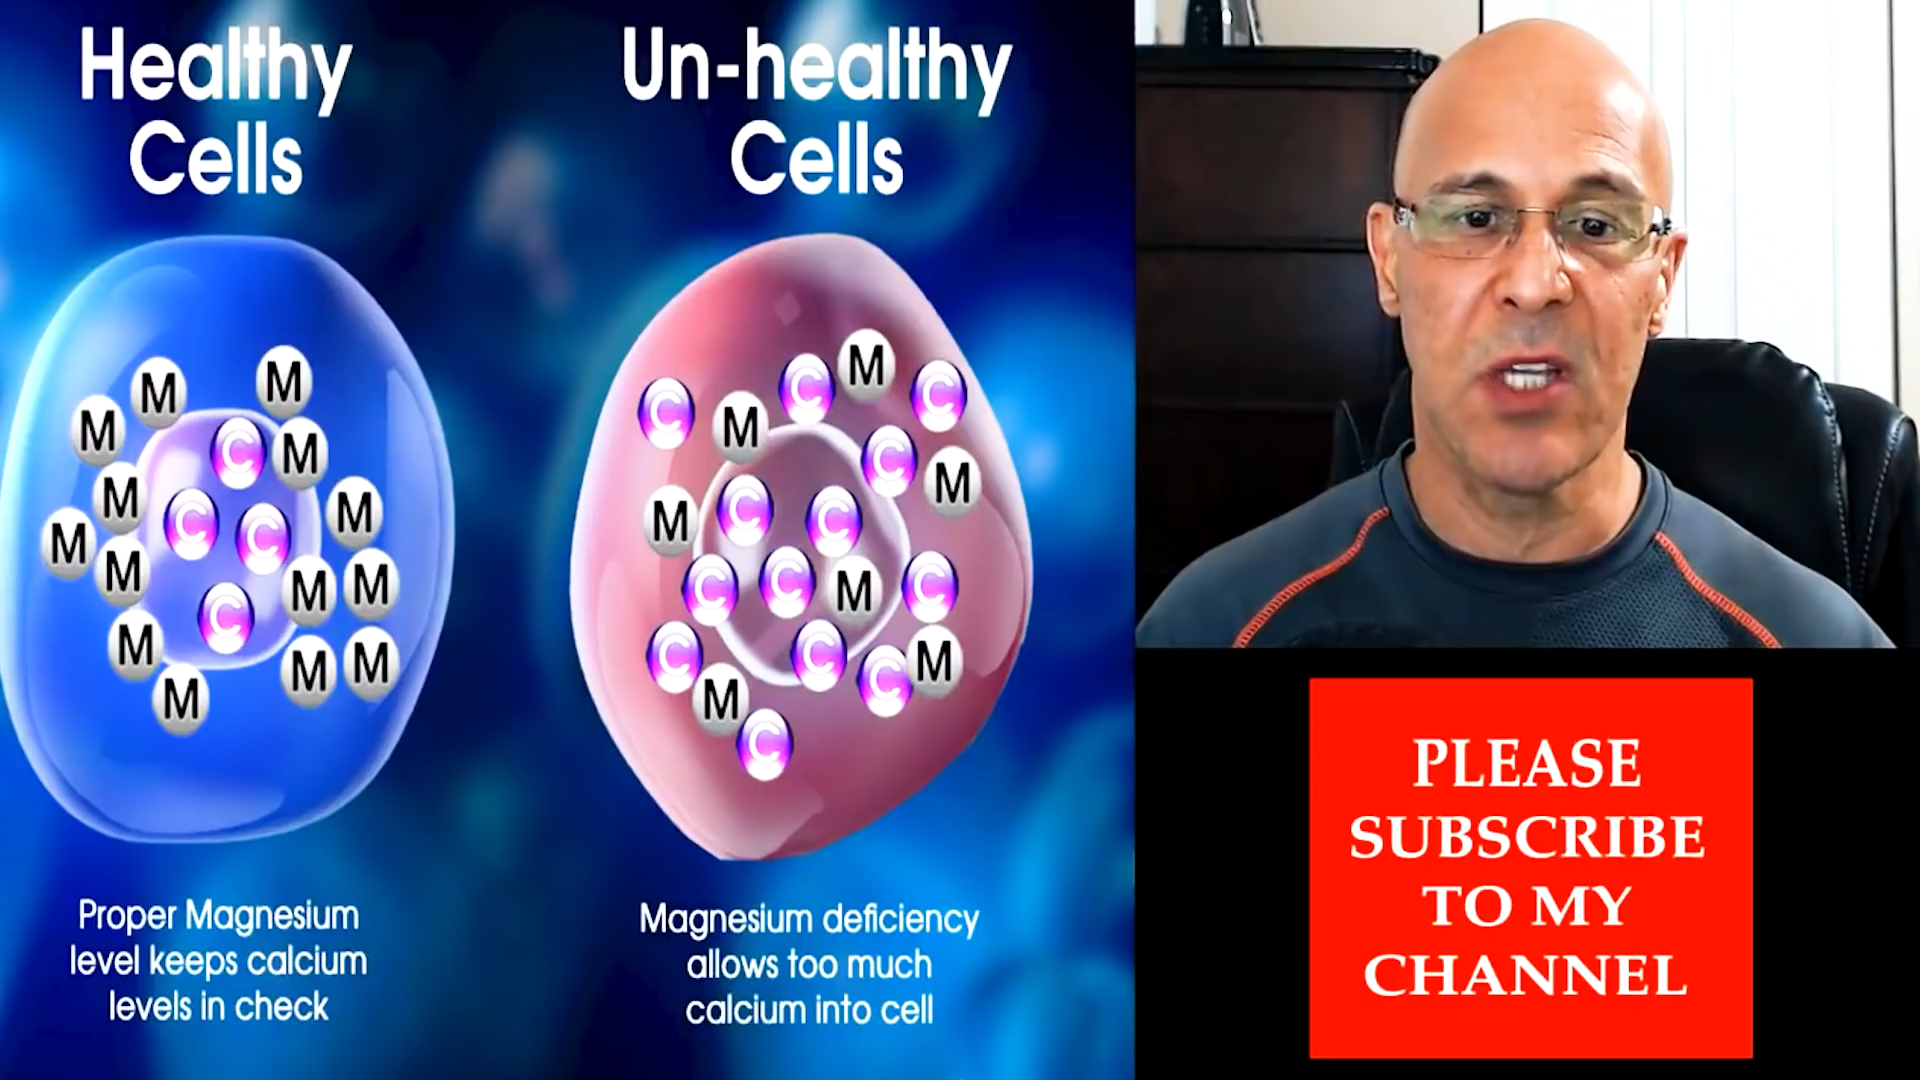 Healthy
Cells
M
M
M
C
M
M
C
M
M
C
M
M
M
C
M
M
M
M
Proper Magnesium
level keeps calcium
levels in check
Un-healthy
Cells
M
C
C
C
M
C
M
C
C
M
C
C
M
C
C
C
M
C
M
C
Magnesium deficiency
allows too much
calcium into cell
PLEASE
SUBSCRIBE
TO MY
CHANNEL